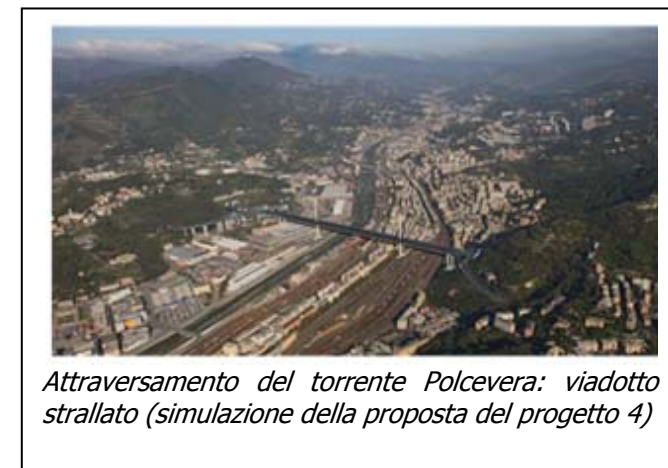 Attraversamento del torrente Polcevera: viadotto
strallato (simulazione della proposta del progetto 4)